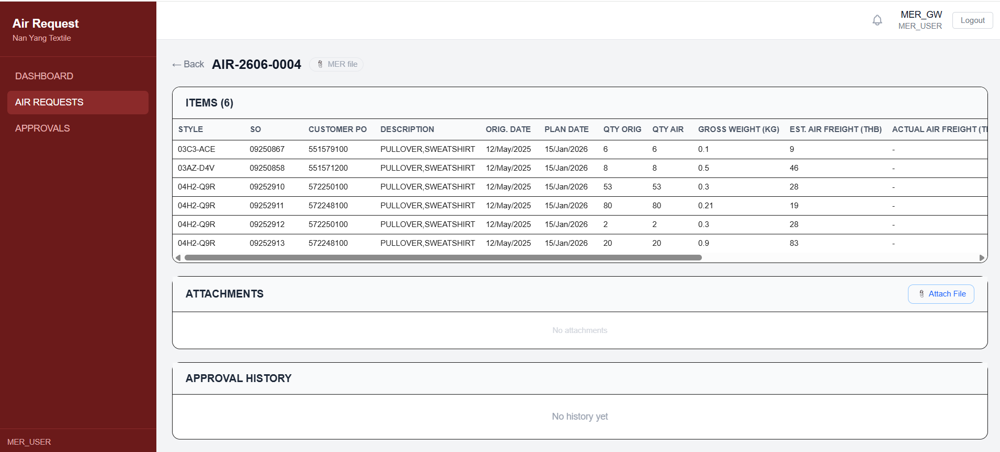 Air Request
Nan Yang Textile
DASHBOARD
AIR REQUESTS
APPROVALS
MER_USER
MER_GW
MER_USER
Logout
← Back AIR-2606-0004 MER file
ITEMS (6)
STYLE SO CUSTOMER PO DESCRIPTION ORIG. DATE PLAN DATE QTY ORIG QTY AIR GROSS WEIGHT (KG) EST. AIR FREIGHT (THB) ACTUAL AIR FREIGHT
03C3-ACE 09250867 551579100 PULLOVER,SWEATSHIRT 12/May/2025 15/Jan/2026 6 6 0.1 9 -
03AZ-D4V 09250858 551571200 PULLOVER,SWEATSHIRT 12/May/2025 15/Jan/2026 8 8 0.5 46 -
04H2-Q9R 09252910 572250100 PULLOVER,SWEATSHIRT 12/May/2025 15/Jan/2026 53 53 0.3 28 -
04H2-Q9R 09252911 572248100 PULLOVER,SWEATSHIRT 12/May/2025 15/Jan/2026 80 80 0.21 19 -
04H2-Q9R 09252912 572250100 PULLOVER,SWEATSHIRT 12/May/2025 15/Jan/2026 2 2 0.3 28 -
04H2-Q9R 09252913 572248100 PULLOVER,SWEATSHIRT 12/May/2025 15/Jan/2026 20 20 0.9 83 -
ATTACHMENTS
Attach File
No attachments
APPROVAL HISTORY
No history yet